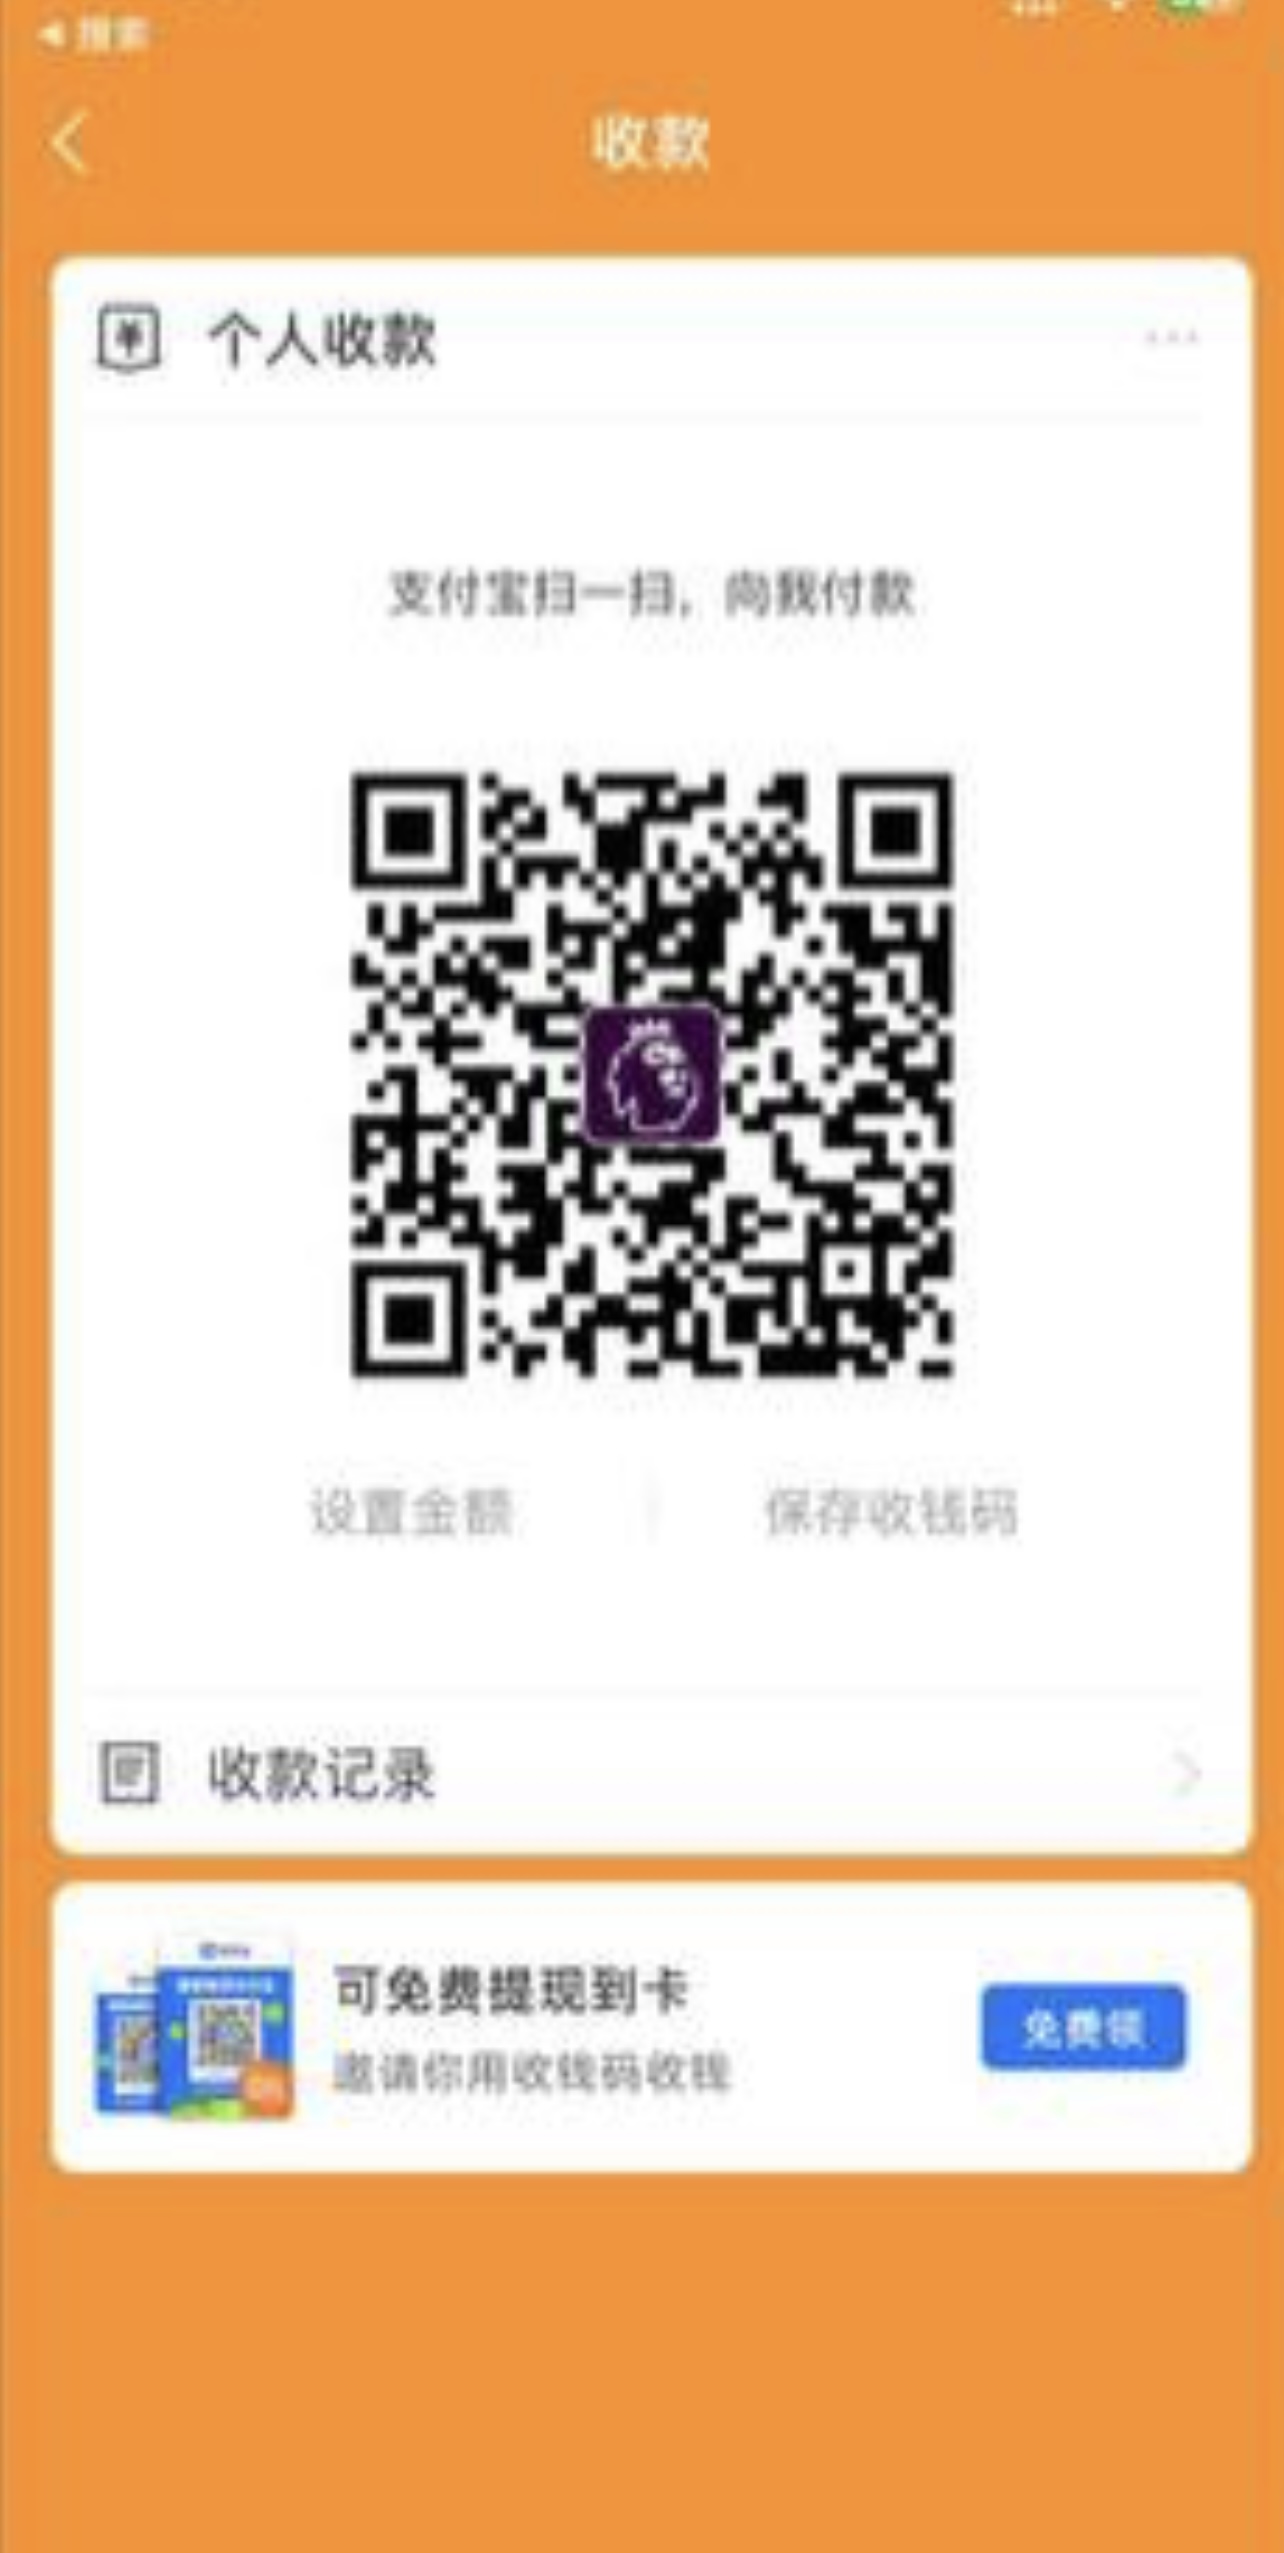 搜索
收款
个人收款
支付宝扫一扫，向我付款
设置金额
保存收钱码
收款记录
可免费提现到卡
邀请你用收钱码收钱
免费领